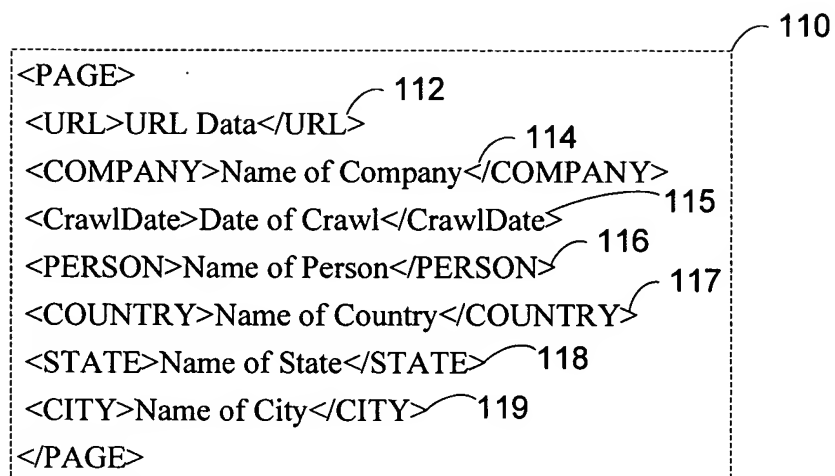 110
<PAGE>
112
<URL>URL Data</URL>
114
<COMPANY>Name of Company</COMPANY>
115
<CrawlDate>Date of Crawl</CrawlDate>
116
<PERSON>Name of Person</PERSON>
117
<COUNTRY>Name of Country</COUNTRY>
<STATE>Name of State</STATE> 118
<CITY>Name of City</CITY> 119
</PAGE>